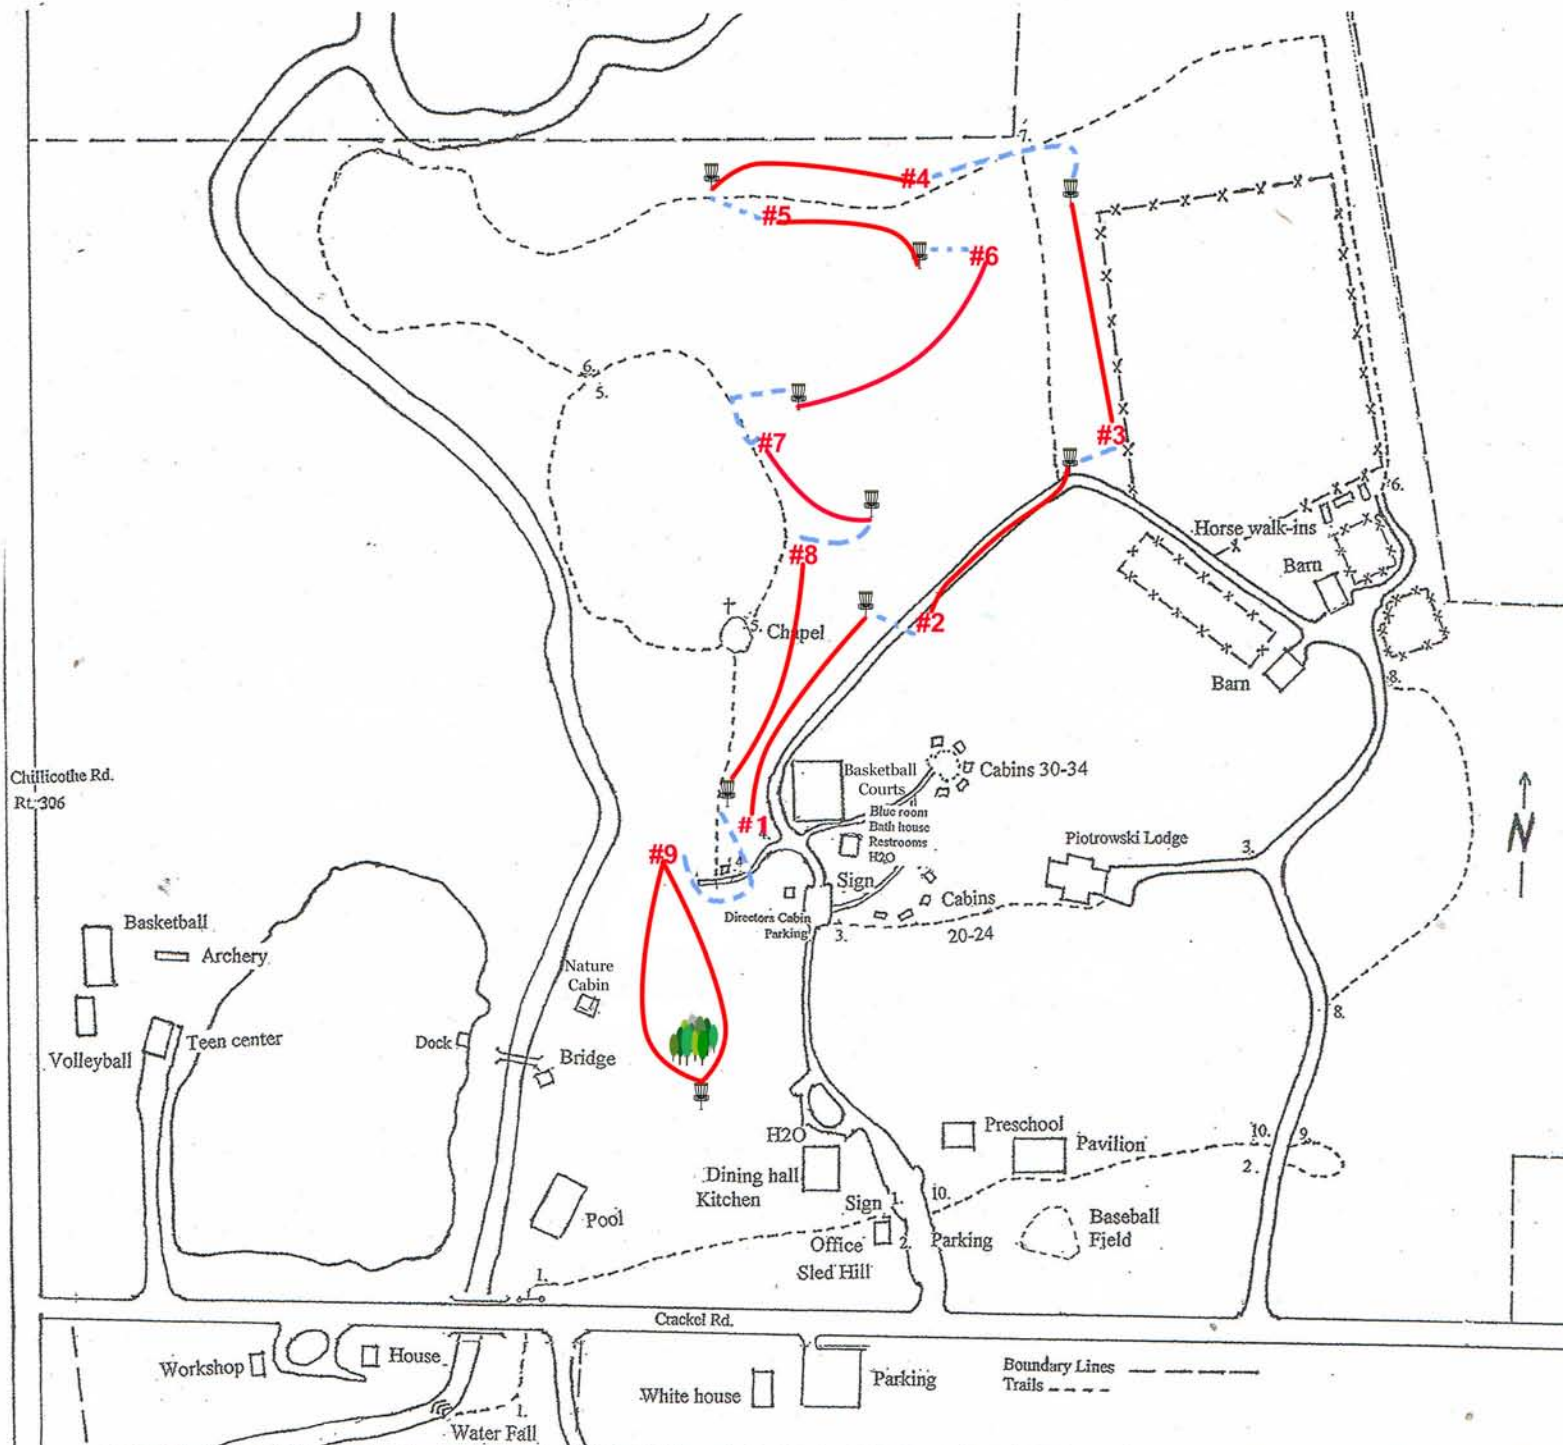 7.
#4
#5
#6
6.
5.
#7
#3
6.
Horse walk-ins
Barn
#8
#2
5.
Chapel
Barn
8.
Chillicothe Rd.
Rt. 306
Basketball
Courts
Cabins 30-34
Blue room
Bath house
Restrooms
H2O
#1
4.
#9
4
Sign
Piotrowski Lodge
3.
N
Directors Cabin
Parking
3.
Cabins
20-24
Basketball
Archery
Nature
Cabin
8.
Volleyball
Teen center
Dock
Bridge
H2O
Preschool
Pavilion
10.
9.
2.
Dining hall
Kitchen
Sign
1.
10.
Pool
Office
2.
Parking
Baseball
Field
Sled Hill
1.
Crackel Rd.
Workshop
House
White house
Parking
Boundary Lines
Trails
1.
Water Fall